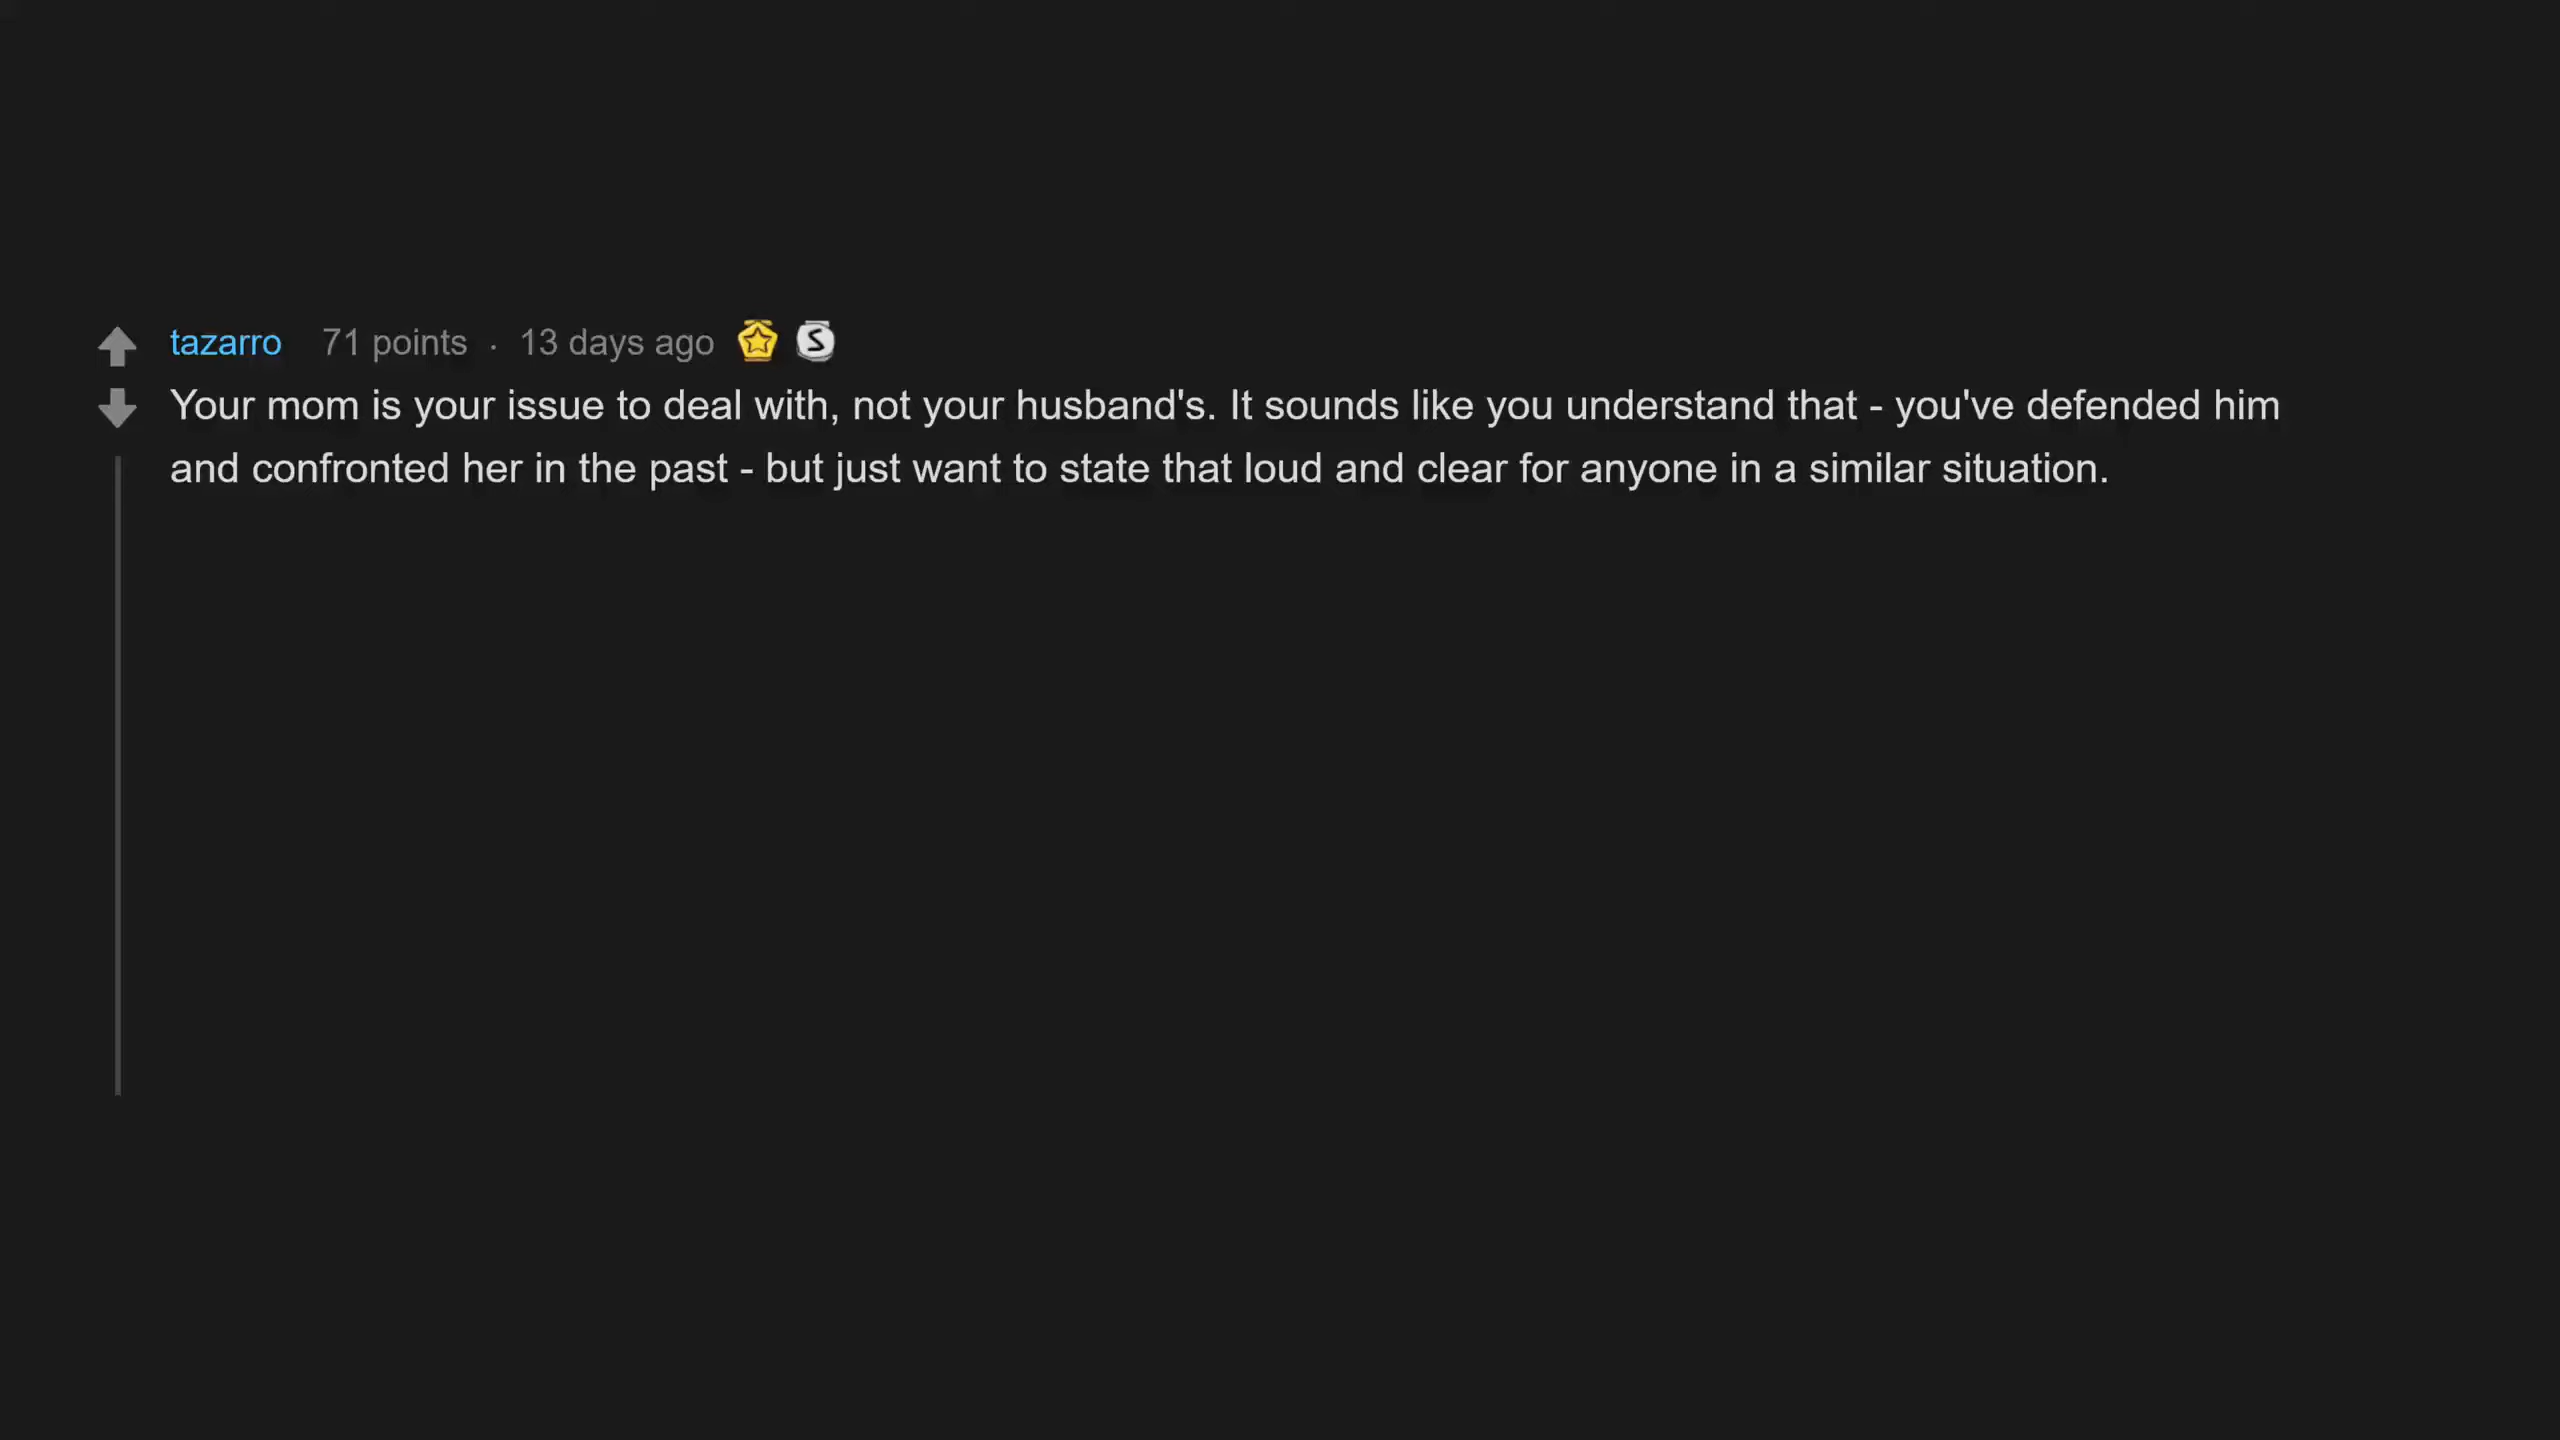 tazarro 71 points · 13 days ago S
Your mom is your issue to deal with, not your husband's. It sounds like you understand that - you've defended him
and confronted her in the past - but just want to state that loud and clear for anyone in a similar situation.